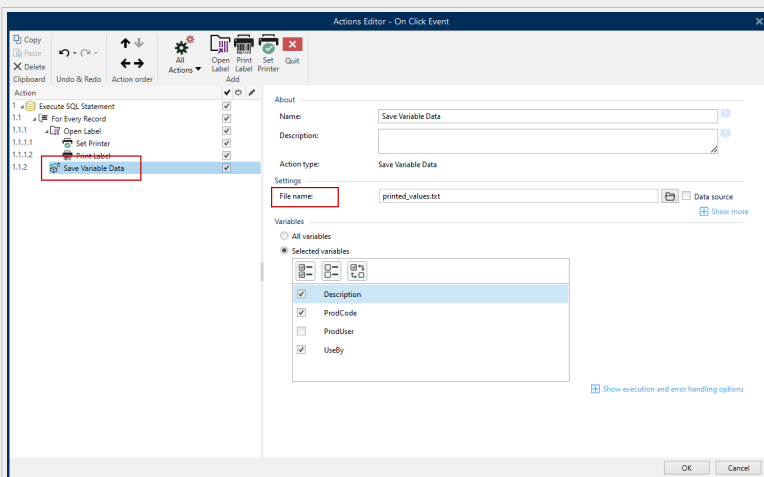 Actions Editor - On Click Event
Copy
Paste
Delete
Clipboard
Undo & Redo
Action order
All Actions
Open Label
Print Label
Set Printer
Quit
Add
Action
1 Execute SQL Statement
1.1 For Every Record
1.1.1 Open Label
1.1.1.1 Set Printer
1.1.1.2 Print Label
1.1.2 Save Variable Data
About
Name: Save Variable Data
Description:
Action type: Save Variable Data
Settings
File name: printed_values.txt Data source
Show more
Variables
All variables
Selected variables
Description
ProdCode
ProdUser
UseBy
Show execution and error handling options
OK Cancel